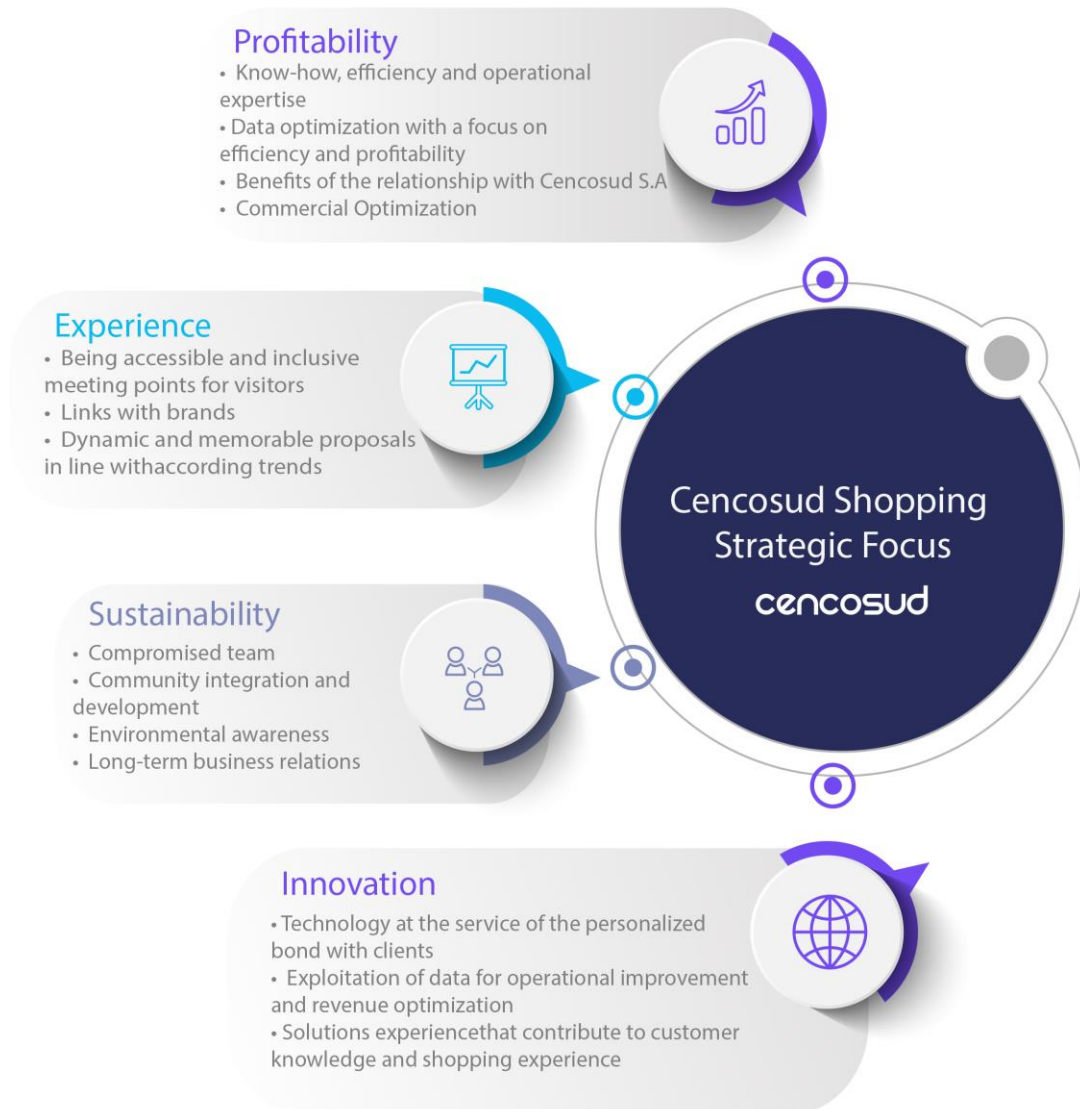 Profitability
• Know-how, efficiency and operational
expertise
• Data optimization with a focus on
efficiency and profitability
• Benefits of the relationship with Cencosud S.A
• Commercial Optimization
Experience
• Being accessible and inclusive
meeting points for visitors
• Links with brands
• Dynamic and memorable proposals
in line withaccording trends
Cencosud Shopping
Strategic Focus
cencosud
Sustainability
• Compromised team
• Community integration and
development
• Environmental awareness
• Long-term business relations
Innovation
• Technology at the service of the personalized
bond with clients
• Exploitation of data for operational improvement
and revenue optimization
• Solutions experiencethat contribute to customer
knowledge and shopping experience